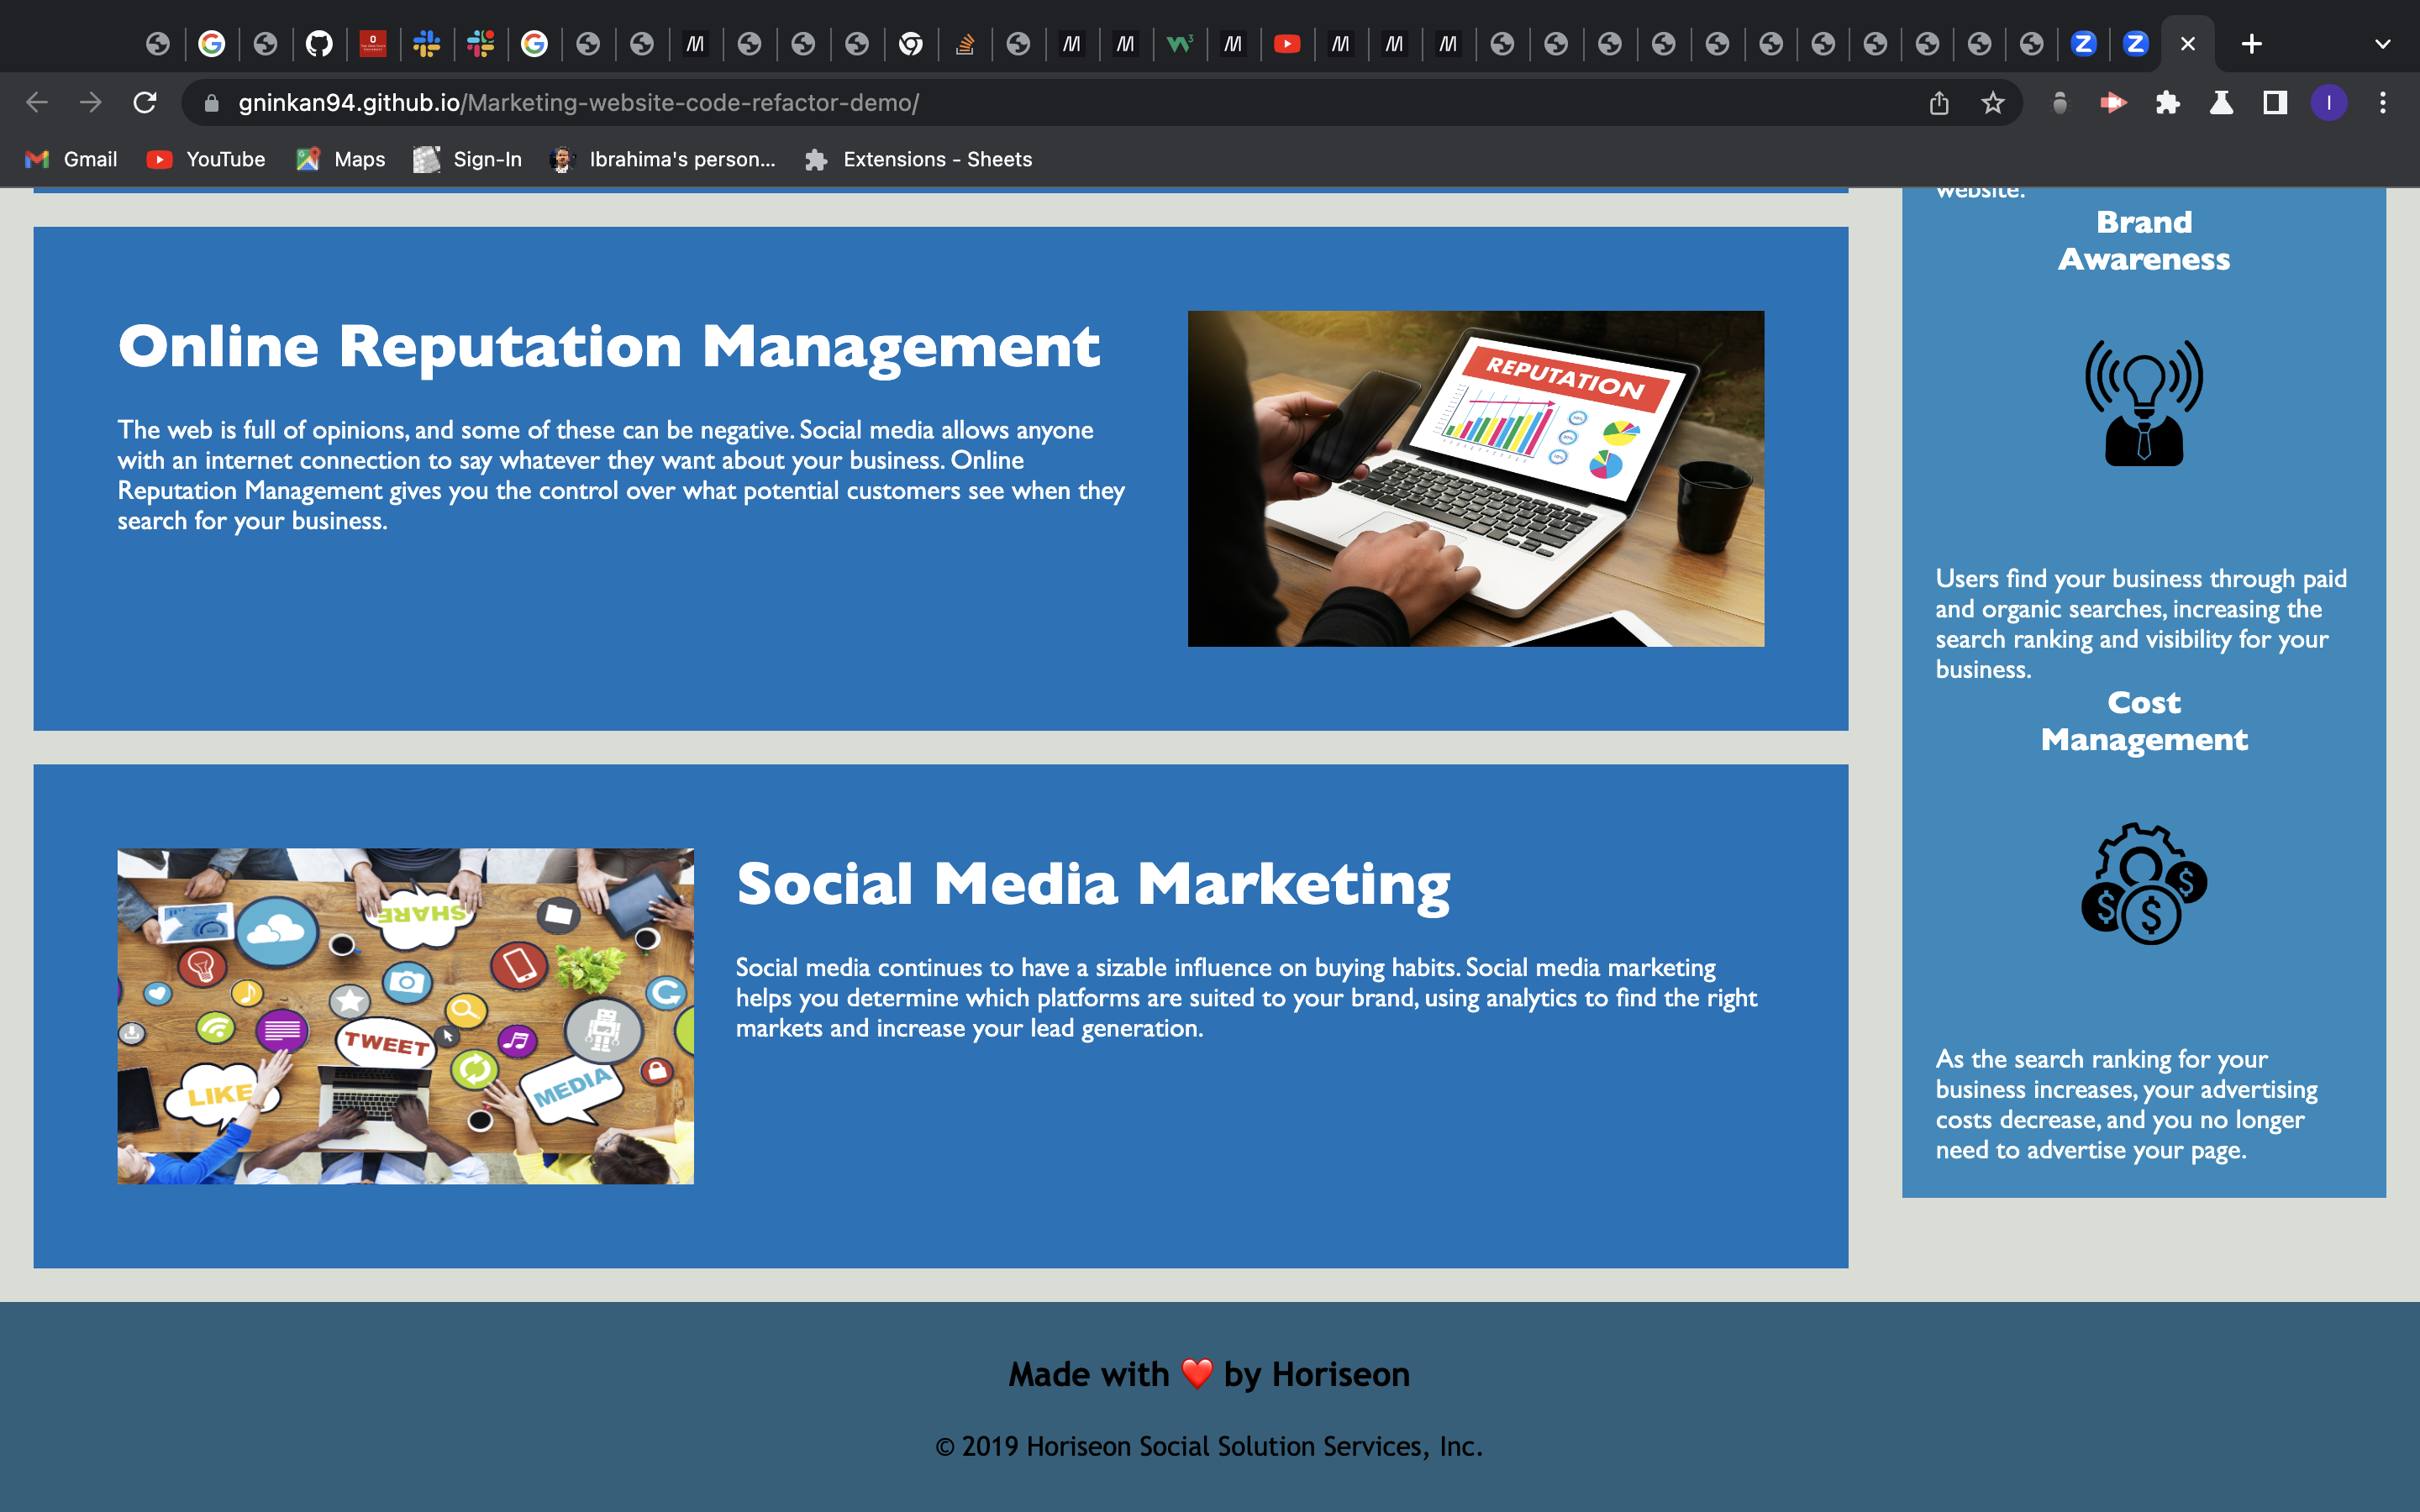 gninkan94.github.io/Marketing-website-code-refactor-demo/
I
Gmail
YouTube
Maps
Sign-In
Ibrahima's person...
Extensions - Sheets
Online Reputation Management
The web is full of opinions, and some of these can be negative. Social media allows anyone
with an internet connection to say whatever they want about your business. Online
Reputation Management gives you the control over what potential customers see when they
search for your business.
REPUTATION
SHARE
TWEET
LIKE
MEDIA
Social Media Marketing
Social media continues to have a sizable influence on buying habits. Social media marketing
helps you determine which platforms are suited to your brand, using analytics to find the right
markets and increase your lead generation.
website.
Brand
Awareness
Users find your business through paid
and organic searches, increasing the
search ranking and visibility for your
business.
Cost
Management
$ $ $
As the search ranking for your
business increases, your advertising
costs decrease, and you no longer
need to advertise your page.
Made with ❤️ by Horiseon
© 2019 Horiseon Social Solution Services, Inc.